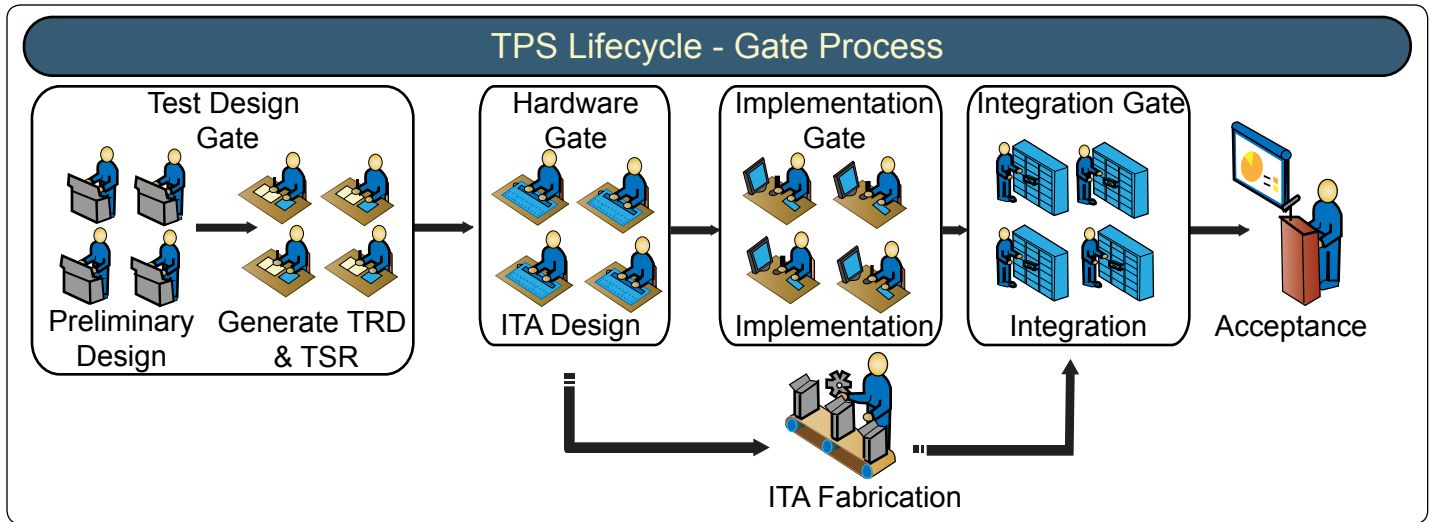 TPS Lifecycle - Gate Process
Test Design
Gate
Preliminary
Design
Generate TRD
& TSR
Hardware
Gate
ITA Design
Implementation
Gate
Implementation
Integration Gate
Integration
Acceptance
ITA Fabrication